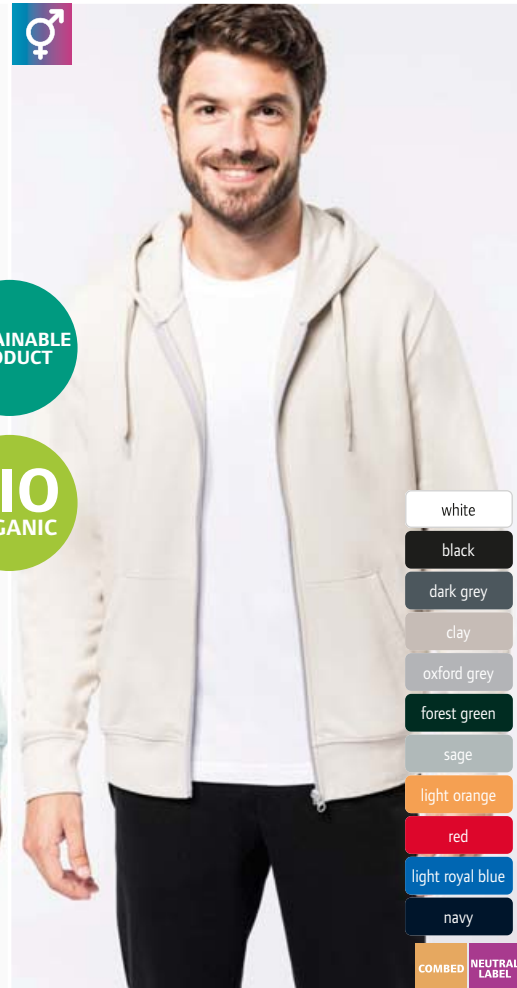 AINABLE
ODUCT
IO
GANIC
white
black
dark grey
clay
oxford grey
forest green
sage
light orange
red
light royal blue
navy
COMBED
NEUTRAL
LABEL